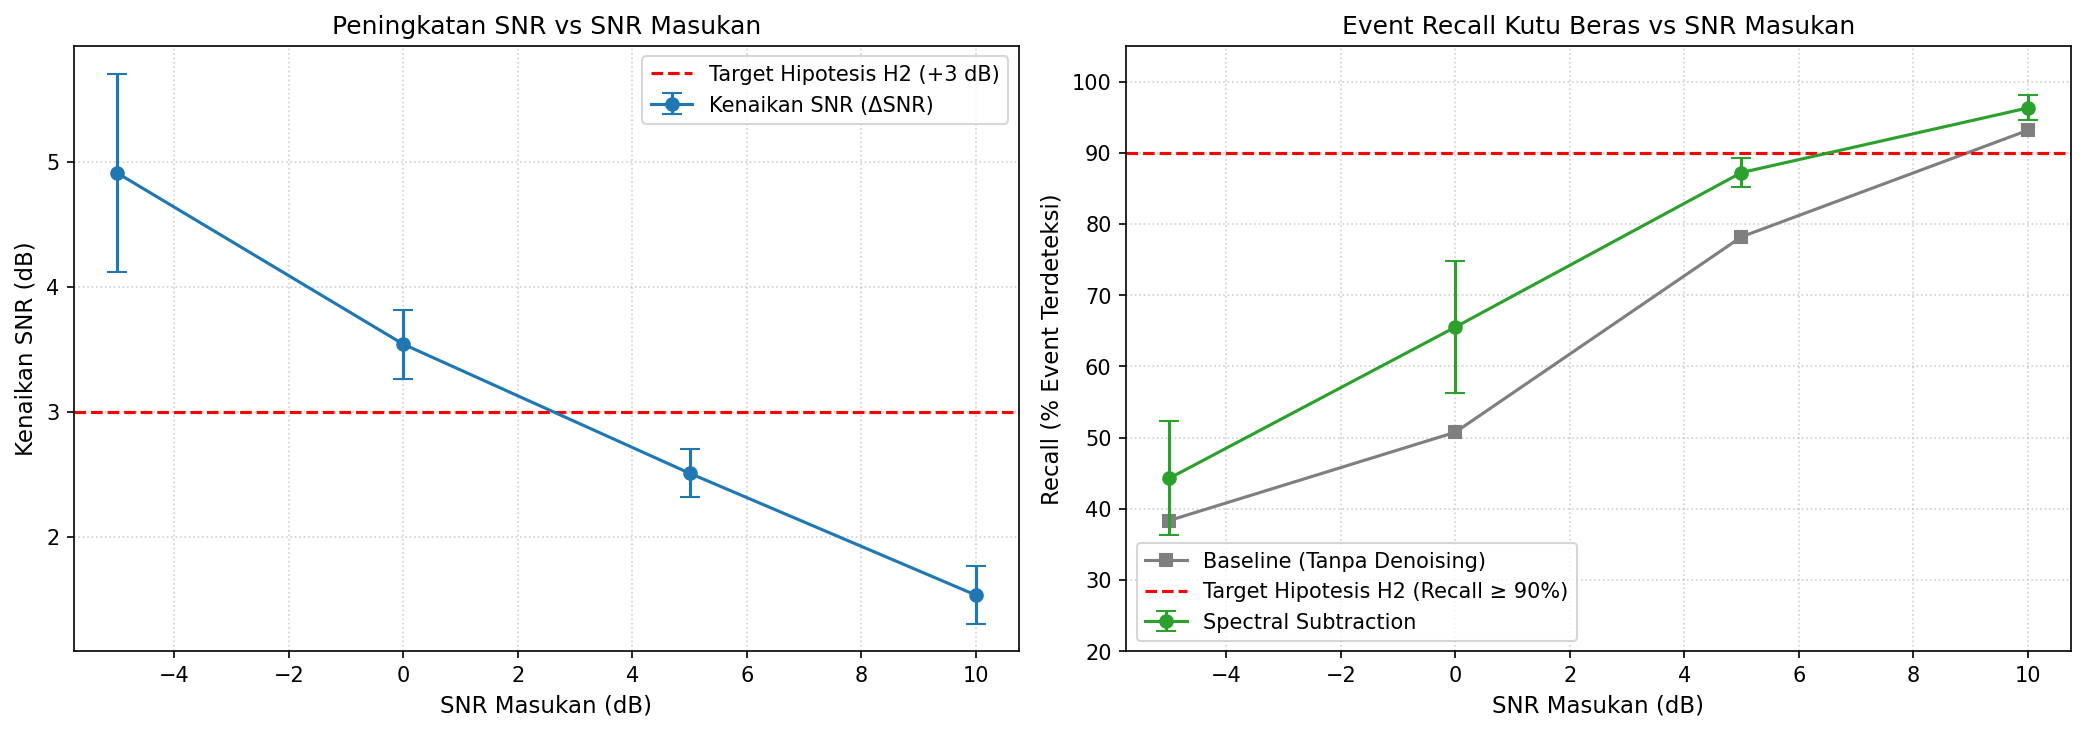 Peningkatan SNR vs SNR Masukan
Target Hipotesis H2 (+3 dB)
Kenaikan SNR (ΔSNR)
Kenaikan SNR (dB)
5
4
3
2
−4
−2
0
2
4
6
8
10
SNR Masukan (dB)
Event Recall Kutu Beras vs SNR Masukan
Recall (% Event Terdeteksi)
100
90
80
70
60
50
40
30
20
Baseline (Tanpa Denoising)
Target Hipotesis H2 (Recall ≥ 90%)
Spectral Subtraction
−4
−2
0
2
4
6
8
10
SNR Masukan (dB)